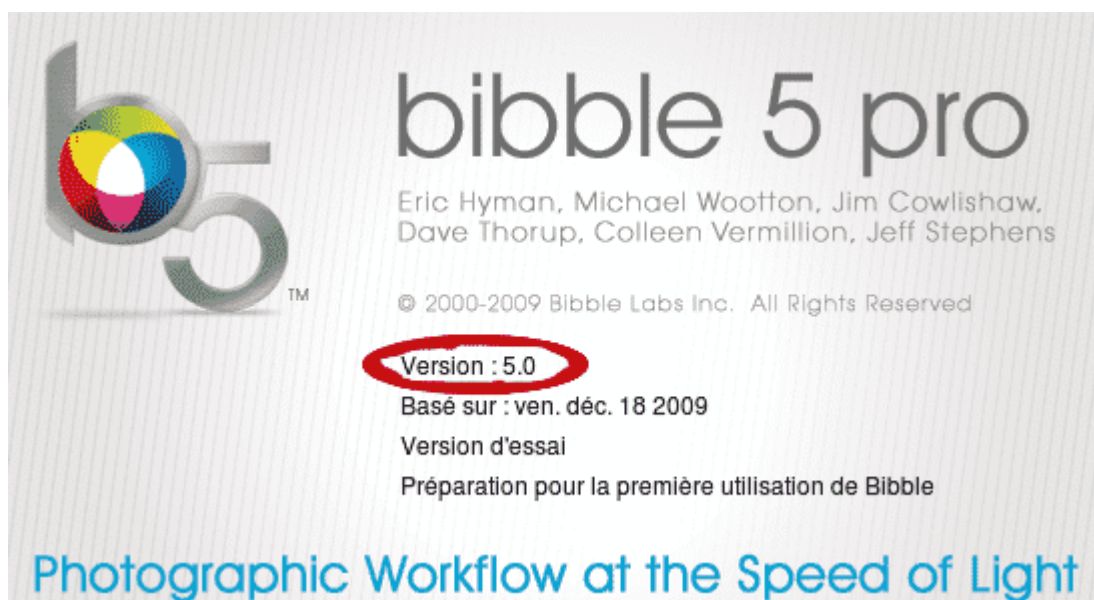 b5 ™
bibble 5 pro
Eric Hyman, Michael Wootton, Jim Cowlishaw,
Dave Thorup, Colleen Vermillion, Jeff Stephens
© 2000-2009 Bibble Labs Inc. All Rights Reserved
Version : 5.0
Basé sur : ven. déc. 18 2009
Version d'essai
Préparation pour la première utilisation de Bibble
Photographic Workflow at the Speed of Light